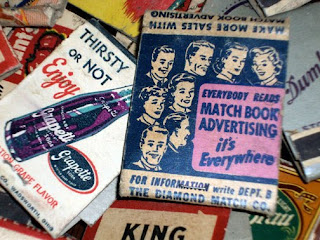 THIRSTY
OR NOT
Enjoy
Grapette
Grapette
GRAPE FLAVOR
MAKE MORE SALES WITH
MATCH BOOK
ADVERTISING
EVERYBODY READS
MATCH BOOK
ADVERTISING
it's
Everywhere
FOR INFORMATION write DEPT. B
THE DIAMOND MATCH CO.
KING